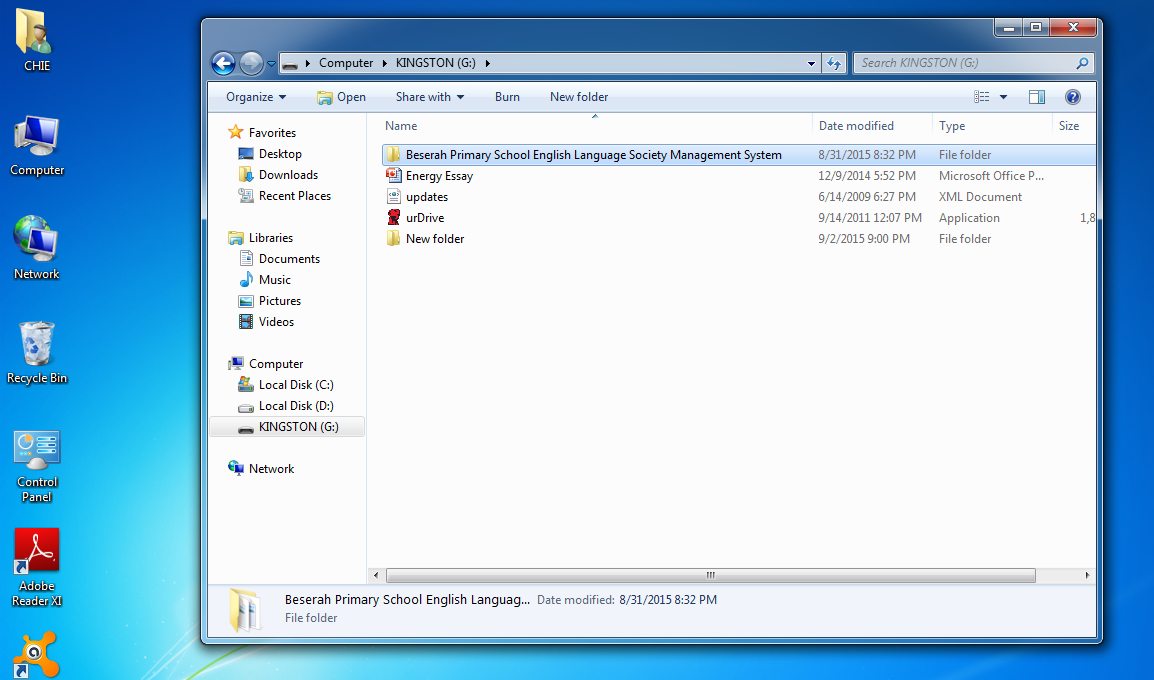 CHIE
Computer
Network
Recycle Bin
Control
Panel
Adobe
Reader XI
Computer KINGSTON (G:)
Search KINGSTON (G:)
Organize Open Share with Burn New folder
Favorites
Desktop
Downloads
Recent Places
Libraries
Documents
Music
Pictures
Videos
Computer
Local Disk (C:)
Local Disk (D:)
KINGSTON (G:)
Network
Name Date modified Type Size
Beserah Primary School English Language Society Management System 8/31/2015 8:32 PM File folder
Energy Essay 12/9/2014 5:52 PM Microsoft Office P...
updates 6/14/2009 6:27 PM XML Document
urDrive 9/14/2011 12:07 PM Application 1,8
New folder 9/2/2015 9:00 PM File folder
Beserah Primary School English Languag... Date modified: 8/31/2015 8:32 PM
File folder